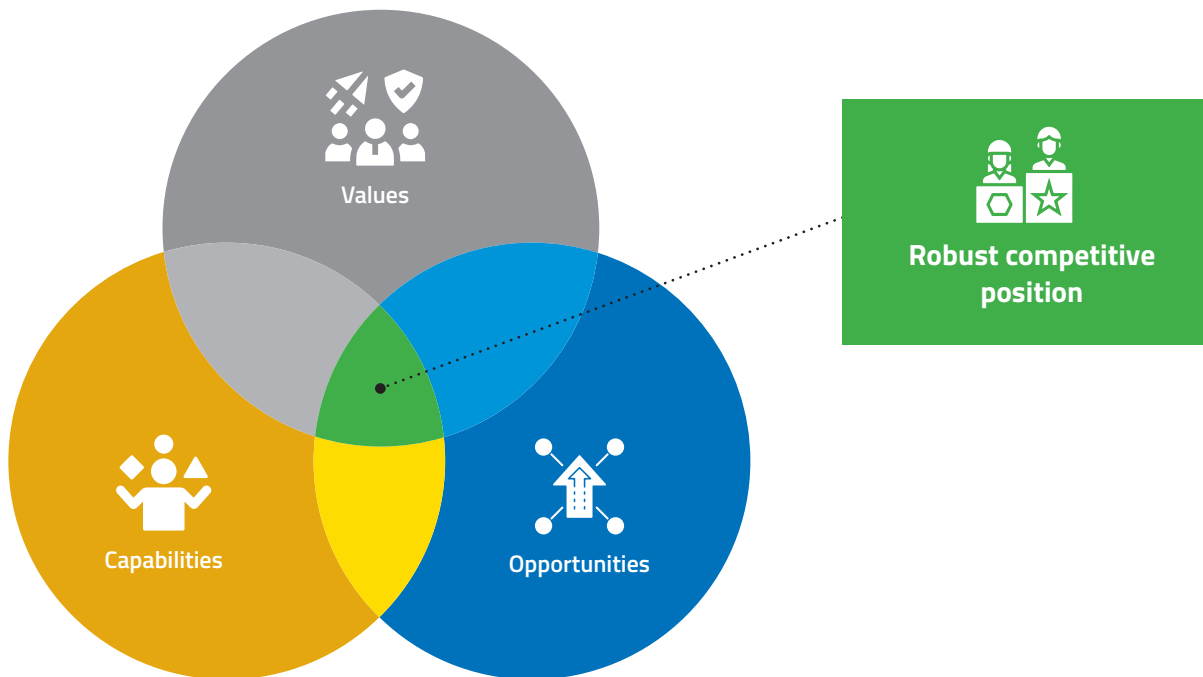 Values
Robust competitive
position
Capabilities
Opportunities